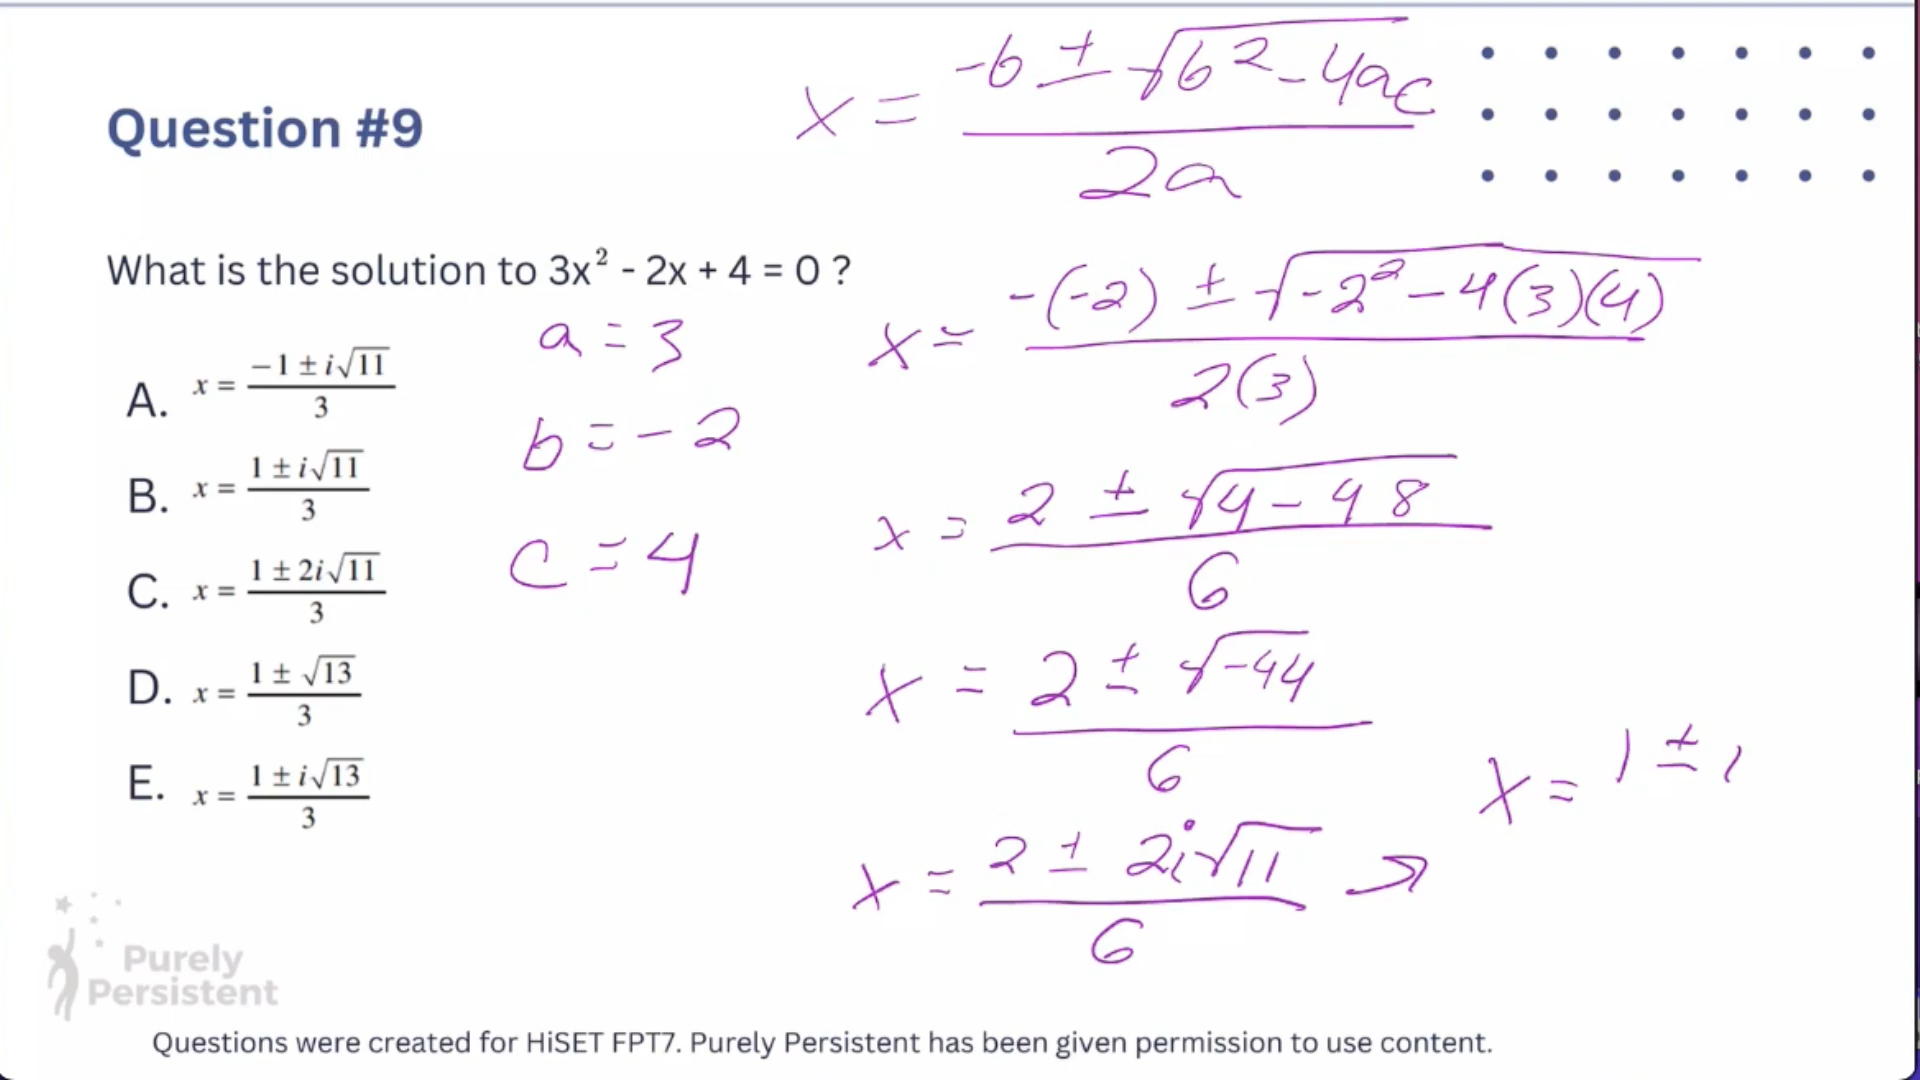 Question #9
What is the solution to 3x² - 2x + 4 = 0 ?
A. x = (−1 ± i√11)/3
B. x = (1 ± i√11)/3
C. x = (1 ± 2i√11)/3
D. x = (1 ± √13)/3
E. x = (1 ± i√13)/3
a = 3
b = -2
c = 4
x = (-b ± √(b² - 4ac))/2a
x = (-(-2) ± √(-2² - 4(3)(4)))/2(3)
x = (2 ± √(4 - 48))/6
x = (2 ± √-44)/6
x = (2 ± 2i√11)/6 →
x = 1 ± i
Purely
Persistent
Questions were created for HiSET FPT7. Purely Persistent has been given permission to use content.